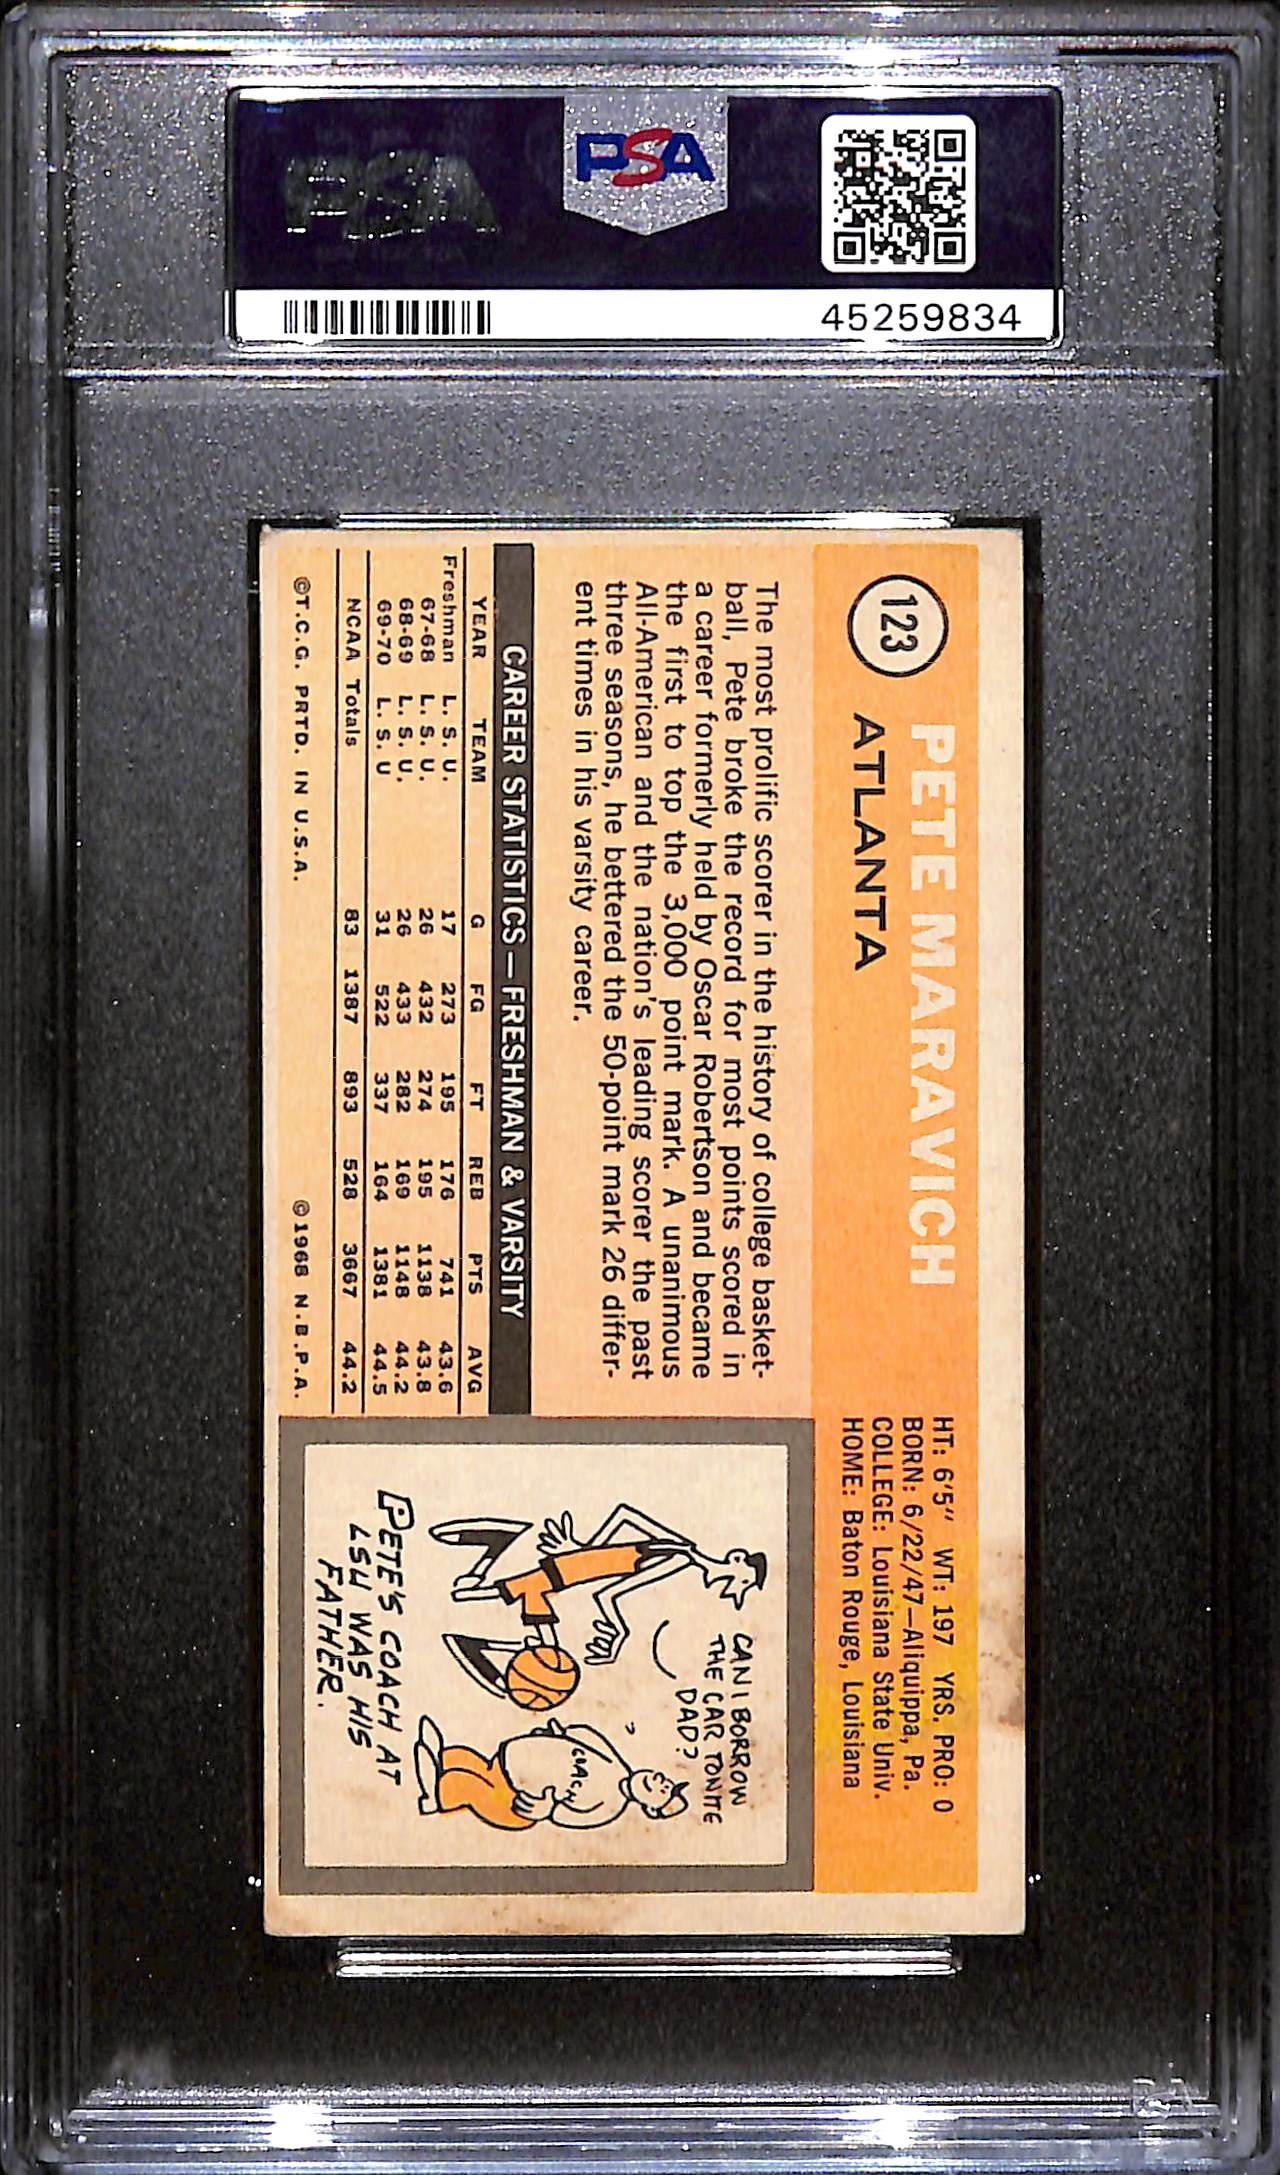 PSA
PSA
45259834
123
PETE MARAVICH
ATLANTA
HT: 6'5" WT: 197 YRS. PRO: 0
BORN: 6/22/47—Aliquippa, Pa.
COLLEGE: Louisiana State Univ.
HOME: Baton Rouge, Louisiana
The most prolific scorer in the history of college basket-
ball, Pete broke the record for most points scored in
a career formerly held by Oscar Robertson and became
the first to top the 3,000 point mark. A unanimous
All-American and the nation's leading scorer the past
three seasons, he bettered the 50-point mark 26 differ-
ent times in his varsity career.
CAREER STATISTICS — FRESHMAN & VARSITY
YEAR TEAM G FG FT REB PTS AVG
Freshman L. S. U. 17 273 195 176 741 43.6
67-68 L. S. U. 26 432 274 195 1138 43.8
68-69 L. S. U. 26 433 282 169 1148 44.2
69-70 L. S. U 31 522 337 164 1381 44.5
NCAA Totals 83 1387 893 528 3667 44.2
©T.C.G. PRTD. IN U.S.A. ©1968 N.B.P.A.
CAN I BORROW
THE CAR TONITE
DAD?
COACH
PETE'S COACH AT
LSU WAS HIS
FATHER.